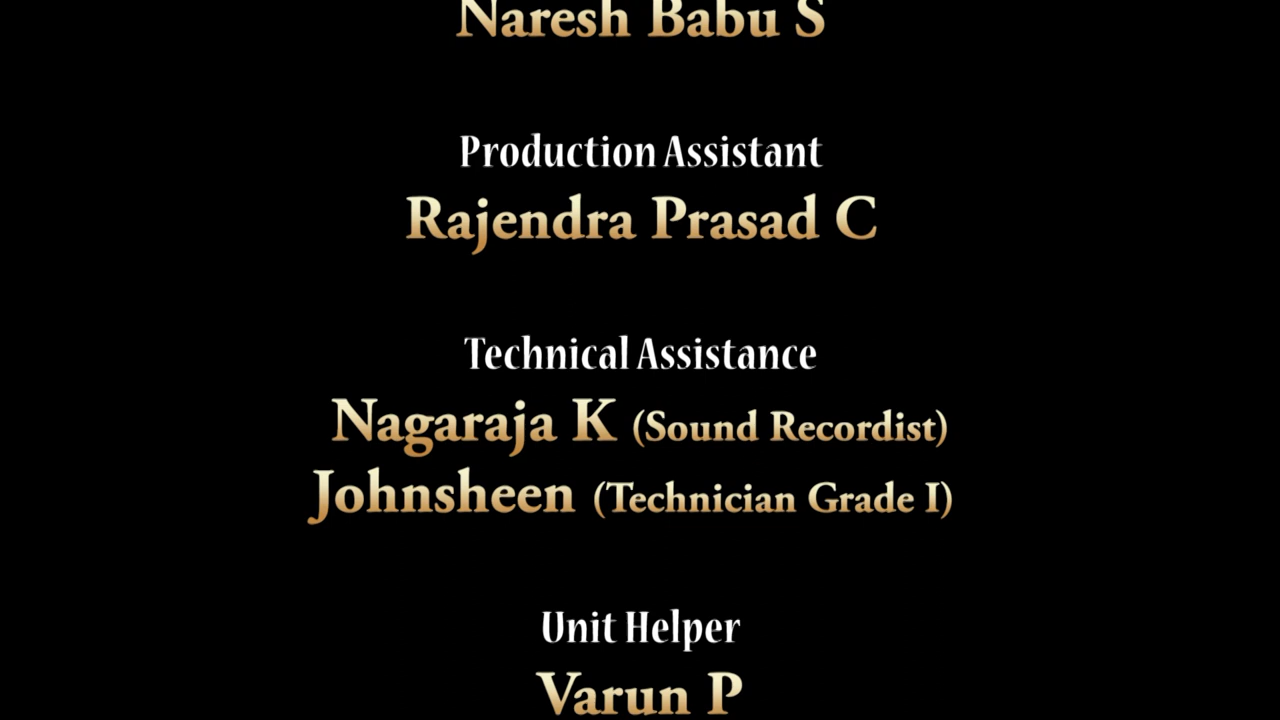 Naresh Babu S
Production Assistant
Rajendra Prasad C
Technical Assistance
Nagaraja K (Sound Recordist)
Johnsheen (Technician Grade I)
Unit Helper
Varun P